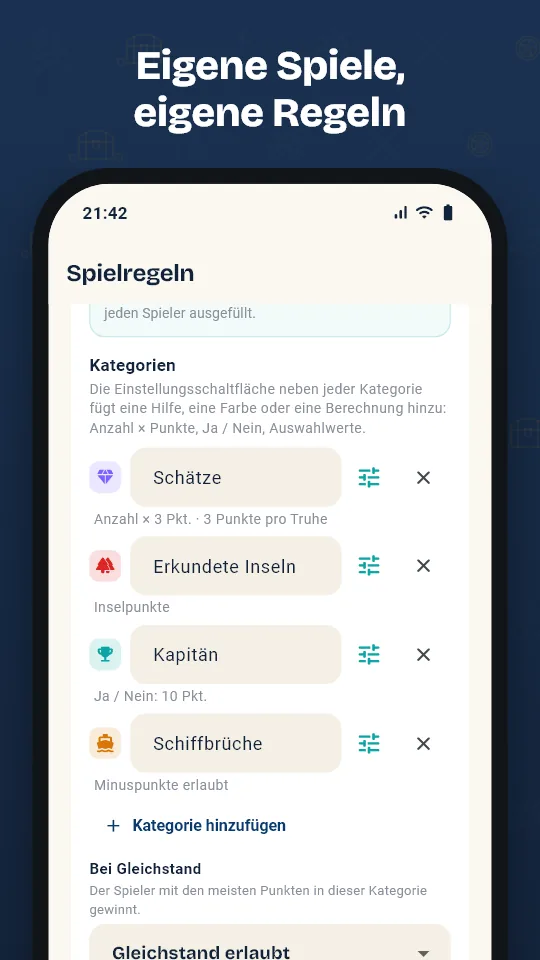 Eigene Spiele,
eigene Regeln
21:42
Spielregeln
jeden Spieler ausgefüllt.
Kategorien
Die Einstellungsschaltfläche neben jeder Kategorie
fügt eine Hilfe, eine Farbe oder eine Berechnung hinzu:
Anzahl × Punkte, Ja / Nein, Auswahlwerte.
Schätze
Anzahl × 3 Pkt. · 3 Punkte pro Truhe
Erkundete Inseln
Inselpunkte
Kapitän
Ja / Nein: 10 Pkt.
Schiffbrüche
Minuspunkte erlaubt
+ Kategorie hinzufügen
Bei Gleichstand
Der Spieler mit den meisten Punkten in dieser Kategorie
gewinnt.
Gleichstand erlaubt